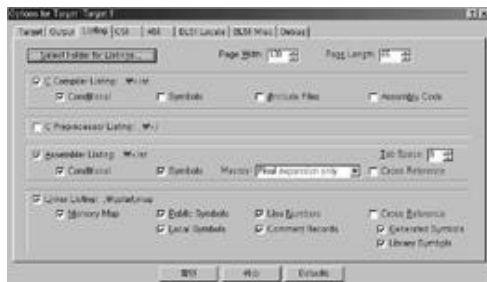 Options for Target 'Target 1'
Target Output Listing C51 A51 BL51 Locate BL51 Misc Debug
Select Folder for Listings... Page Width: 120 Page Length: 65
C Compiler Listing:
Conditional Symbols #include Files Assembly Code
C Preprocessor Listing:
Assembler Listing: Tab Space:
Conditional Symbols Macros: Final expansion only Cross Reference
Linker Listing:
Memory Map Public Symbols Line Numbers Cross Reference
Local Symbols Comment Records Generated Symbols
Library Symbols
Defaults